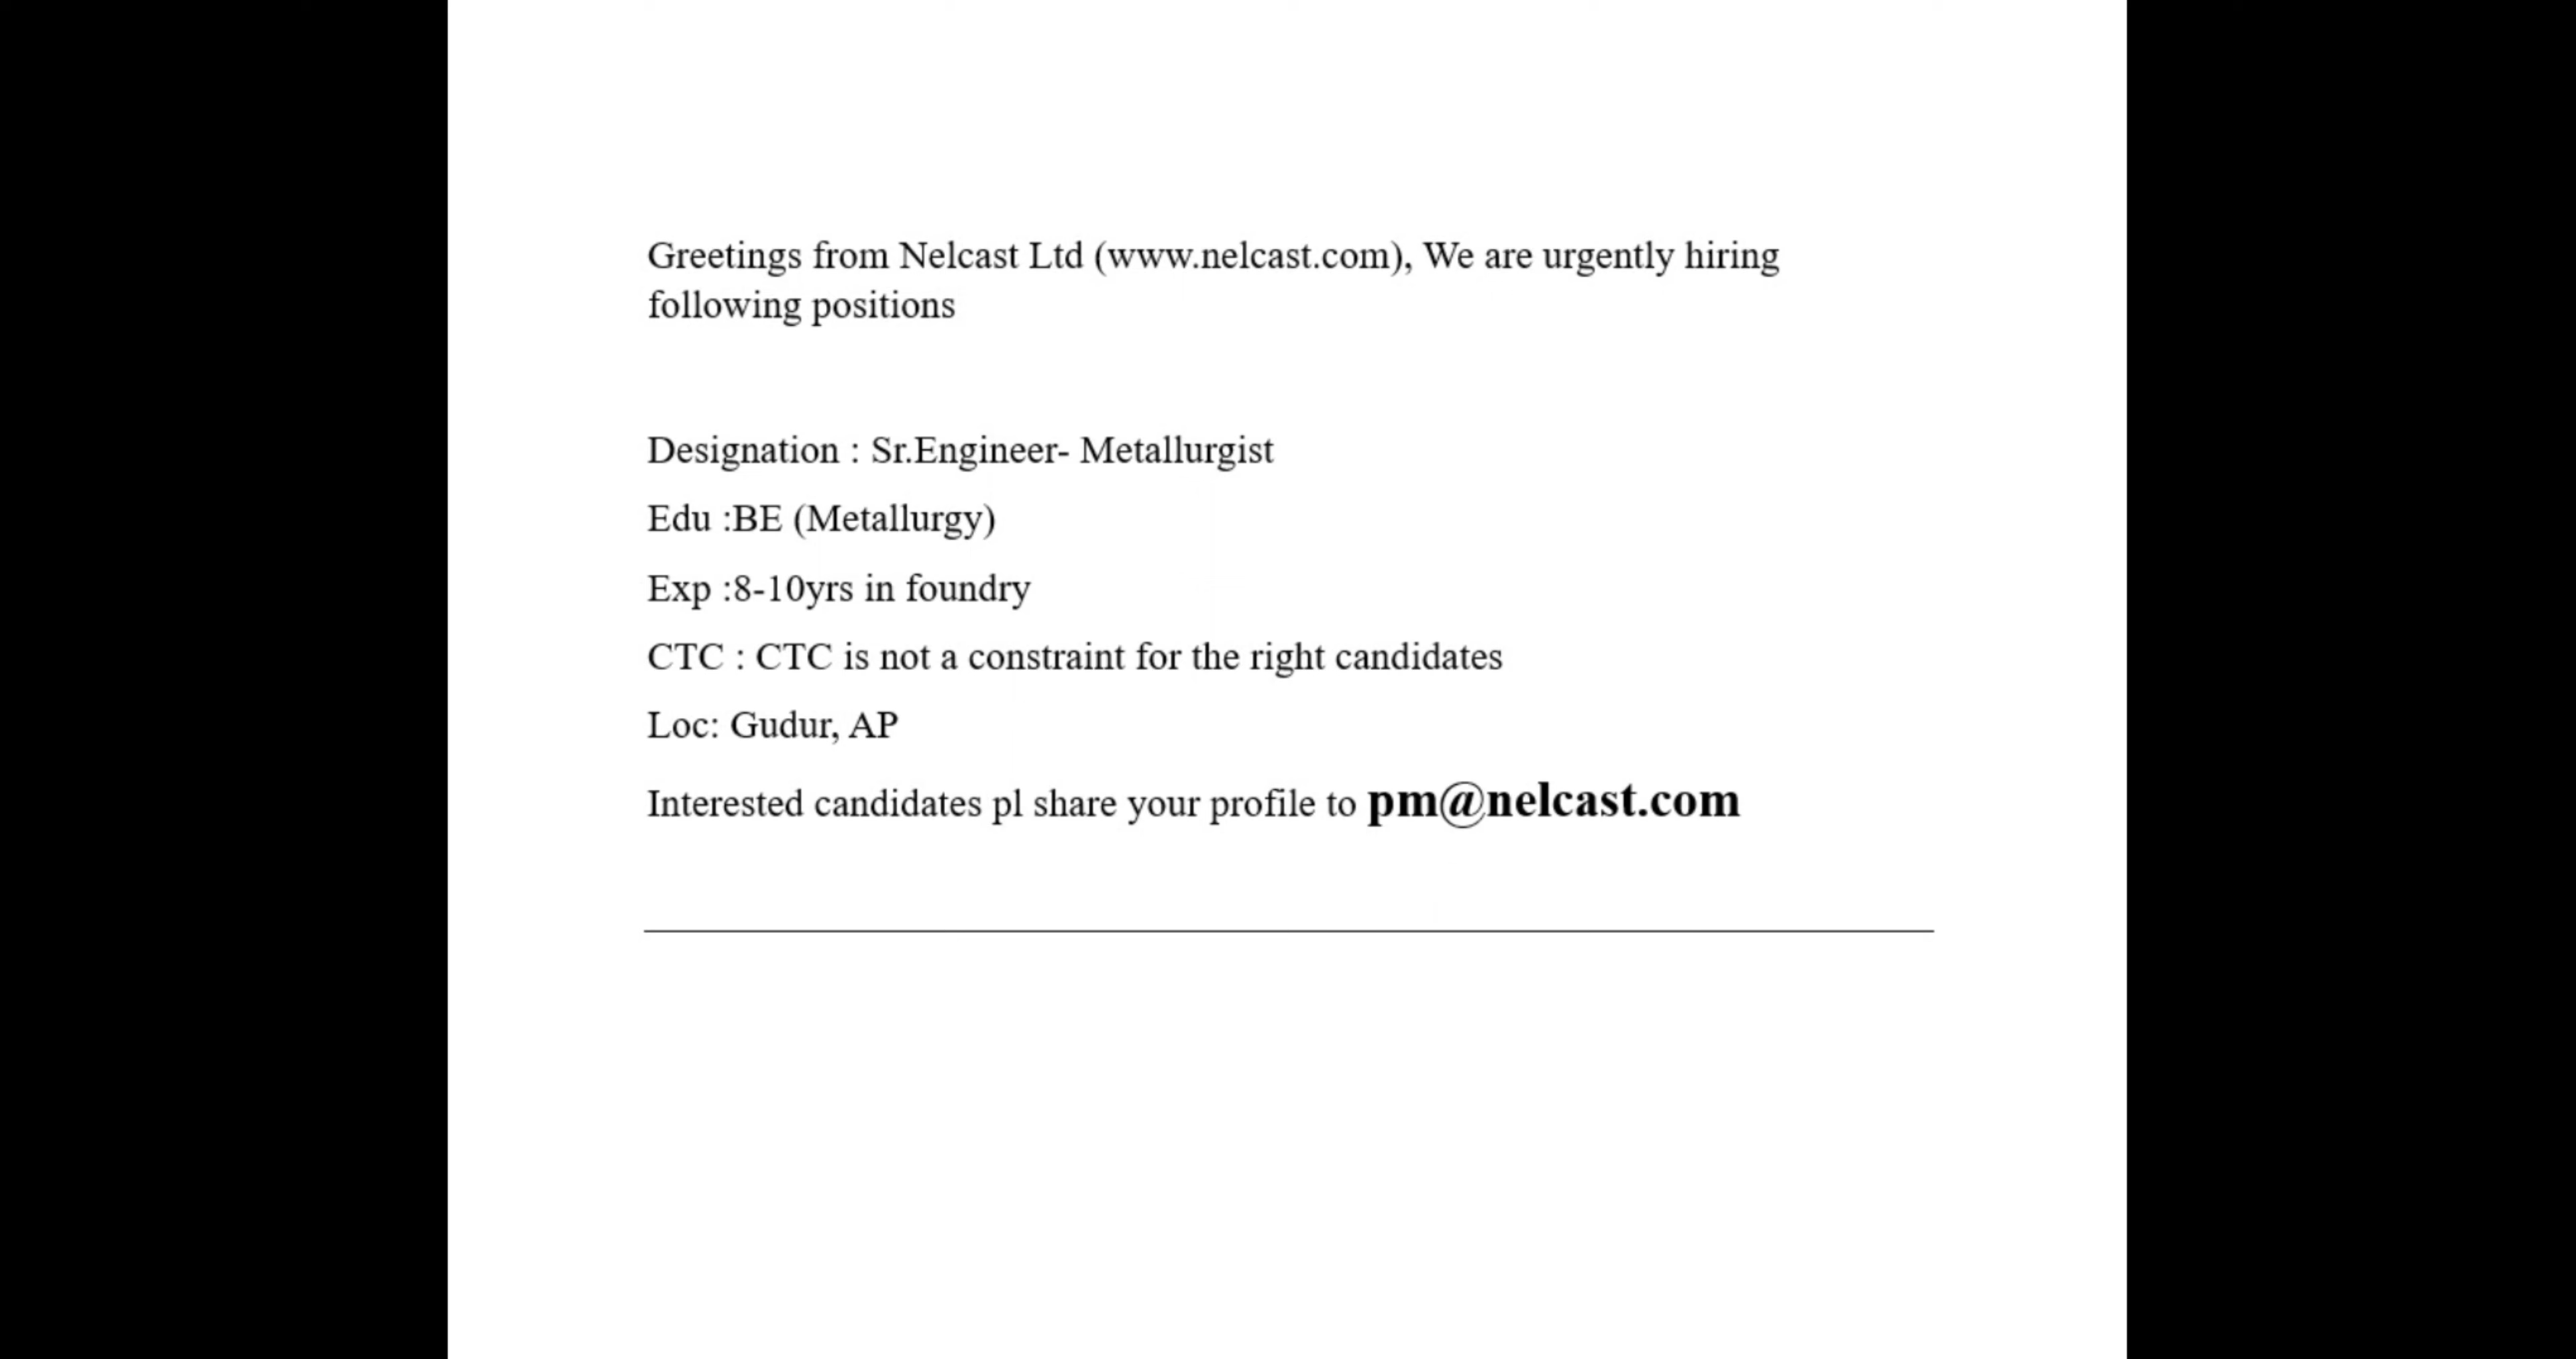 Greetings from Nelcast Ltd (www.nelcast.com), We are urgently hiring
following positions
Designation : Sr.Engineer- Metallurgist
Edu :BE (Metallurgy)
Exp :8-10yrs in foundry
CTC : CTC is not a constraint for the right candidates
Loc: Gudur, AP
Interested candidates pl share your profile to pm@nelcast.com